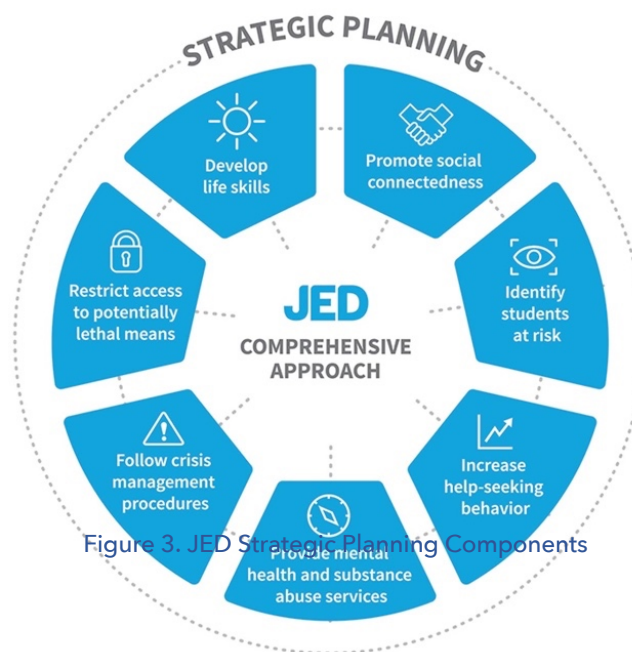 STRATEGIC PLANNING
Develop
life skills
Promote social
connectedness
Identify
students
at risk
Increase
help-seeking
behavior
Provide mental
health and substance
abuse services
Follow crisis
management
procedures
Restrict access
to potentially
lethal means
JED
COMPREHENSIVE
APPROACH
Figure 3. JED Strategic Planning Components